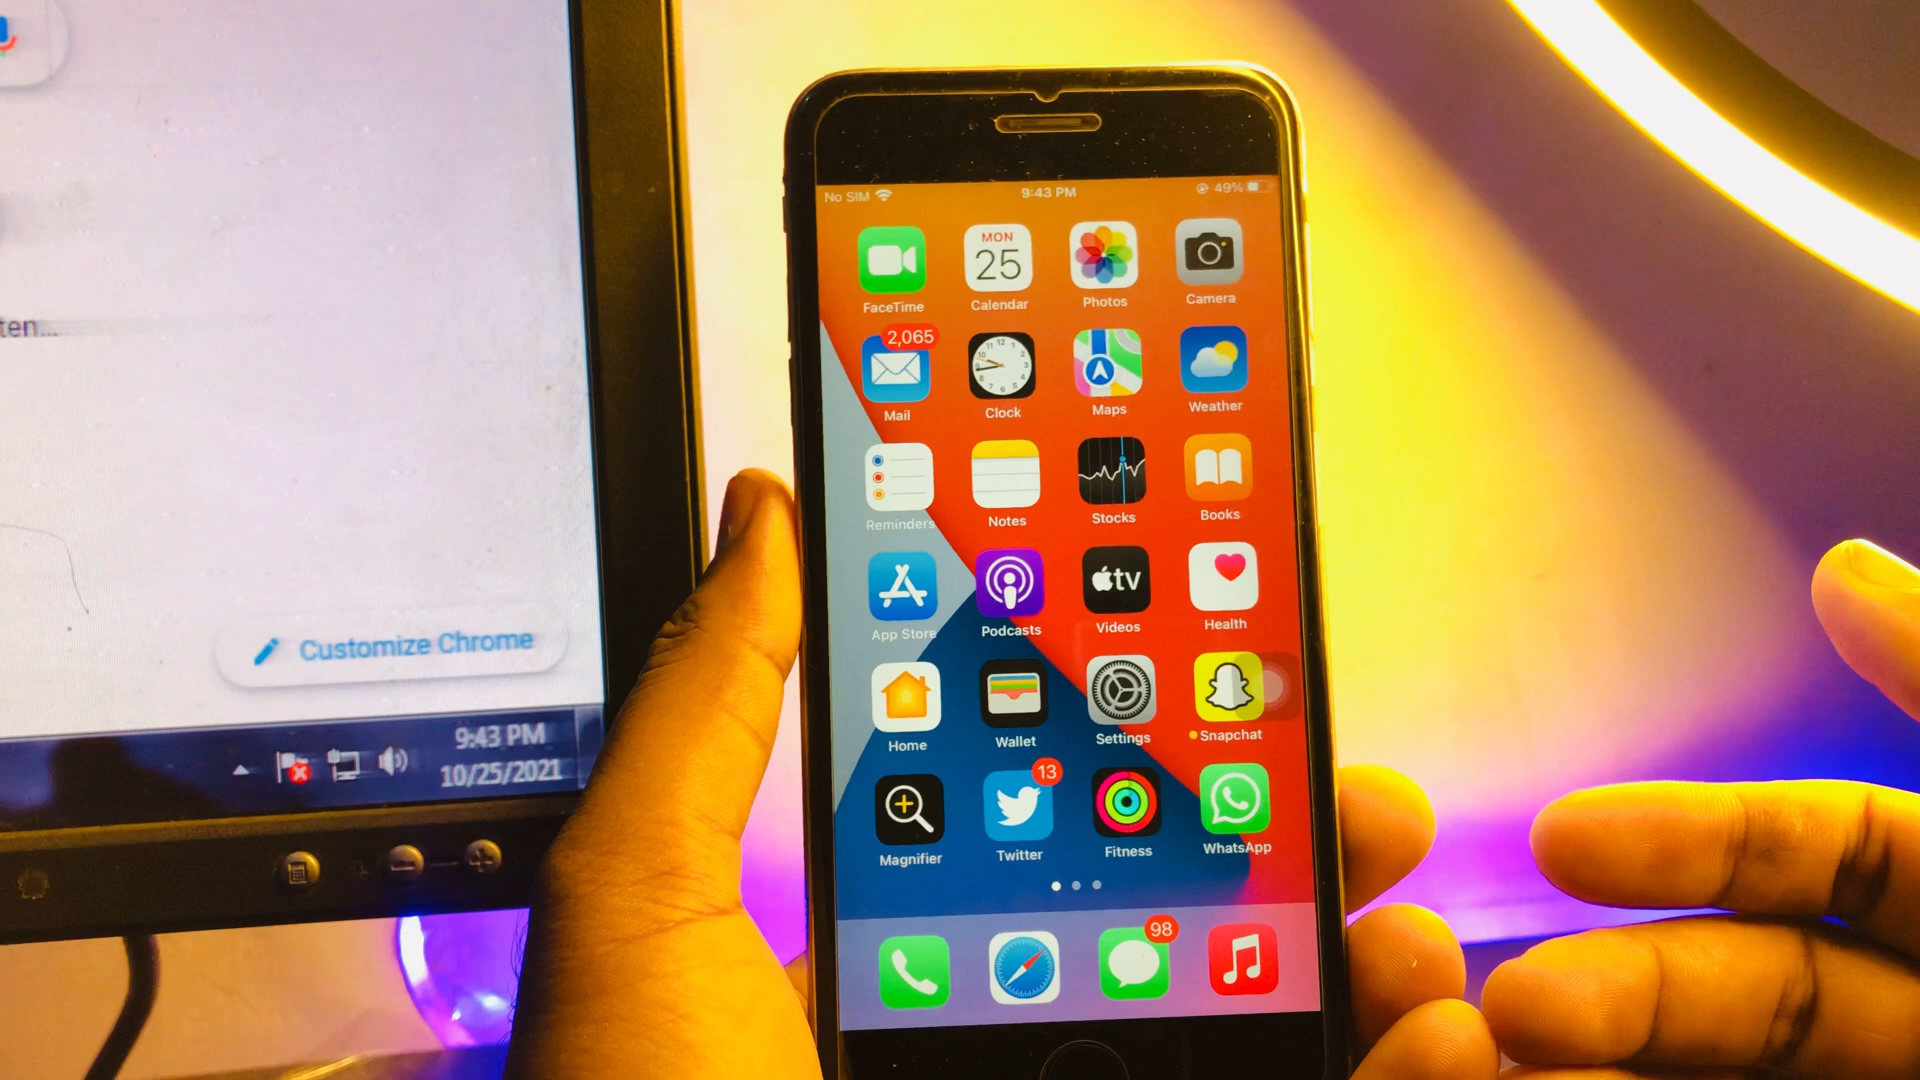 ten...
Customize Chrome
9:43 PM
10/25/2021
No SIM 9:43 PM 49%
MON
25
FaceTime Calendar Photos Camera
2,065
Mail Clock Maps Weather
Reminders Notes Stocks Books
tv
App Store Podcasts Videos Health
Home Wallet Settings Snapchat
13
Magnifier Twitter Fitness WhatsApp
98